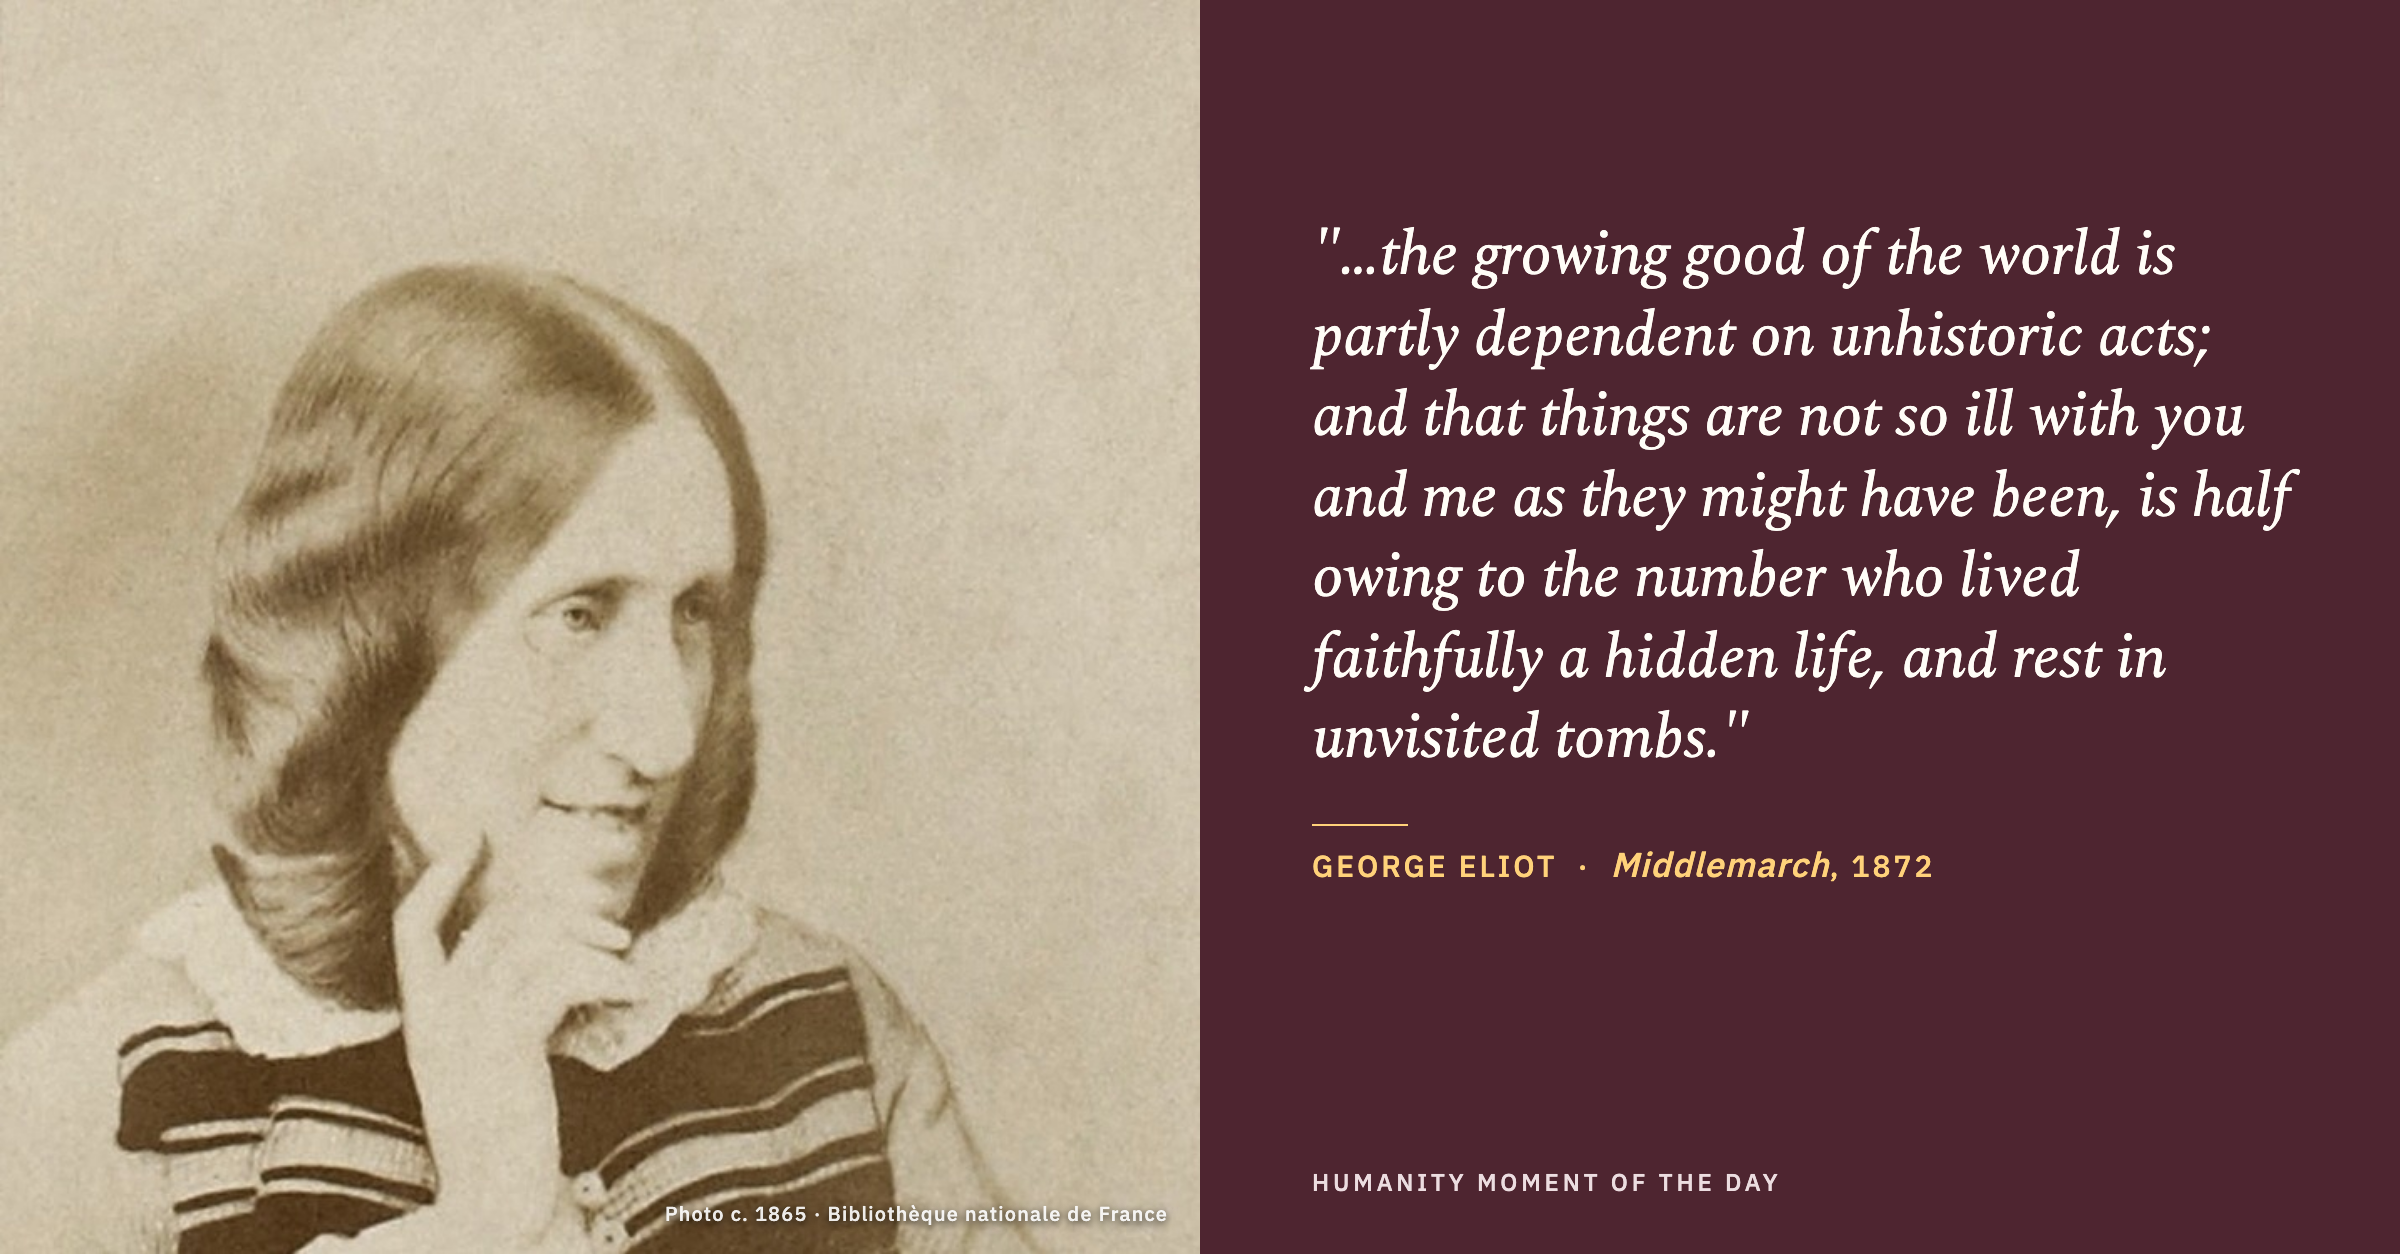 "...the growing good of the world is
partly dependent on unhistoric acts;
and that things are not so ill with you
and me as they might have been, is half
owing to the number who lived
faithfully a hidden life, and rest in
unvisited tombs."
GEORGE ELIOT · Middlemarch, 1872
HUMANITY MOMENT OF THE DAY
Photo c. 1865 · Bibliothèque nationale de France